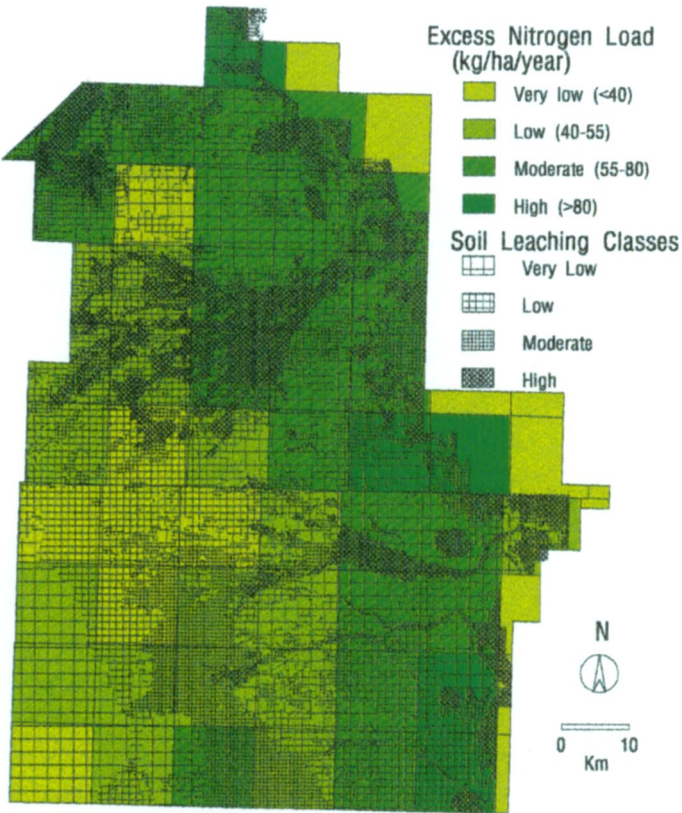 Excess Nitrogen Load
(kg/ha/year)
Very low (<40)
Low (40-55)
Moderate (55-80)
High (>80)
Soil Leaching Classes
Very Low
Low
Moderate
High
N
0 10
Km